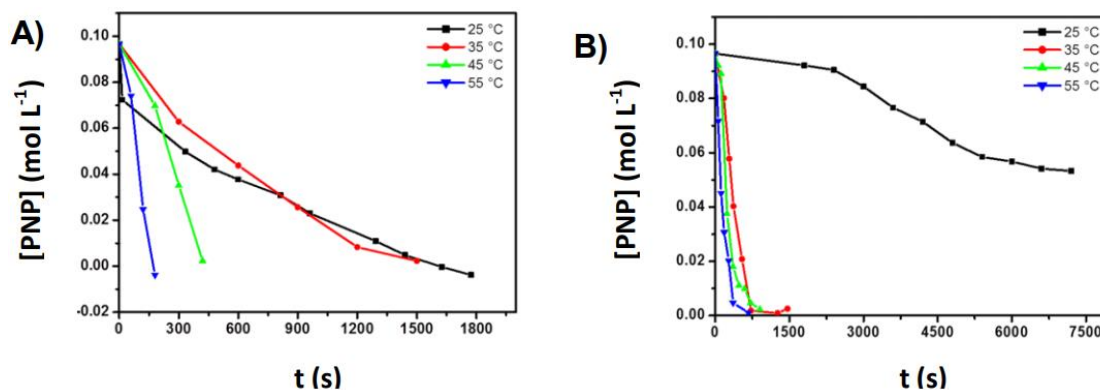 A)
25 °C
35 °C
45 °C
55 °C
[PNP] (mol L⁻¹)
0.10
0.08
0.06
0.04
0.02
0.00
-0.02
0 300 600 900 1200 1500 1800
t (s)
B)
25 °C
35 °C
45 °C
55 °C
[PNP] (mol L⁻¹)
0.10
0.08
0.06
0.04
0.02
0.00
0 1500 3000 4500 6000 7500
t (s)